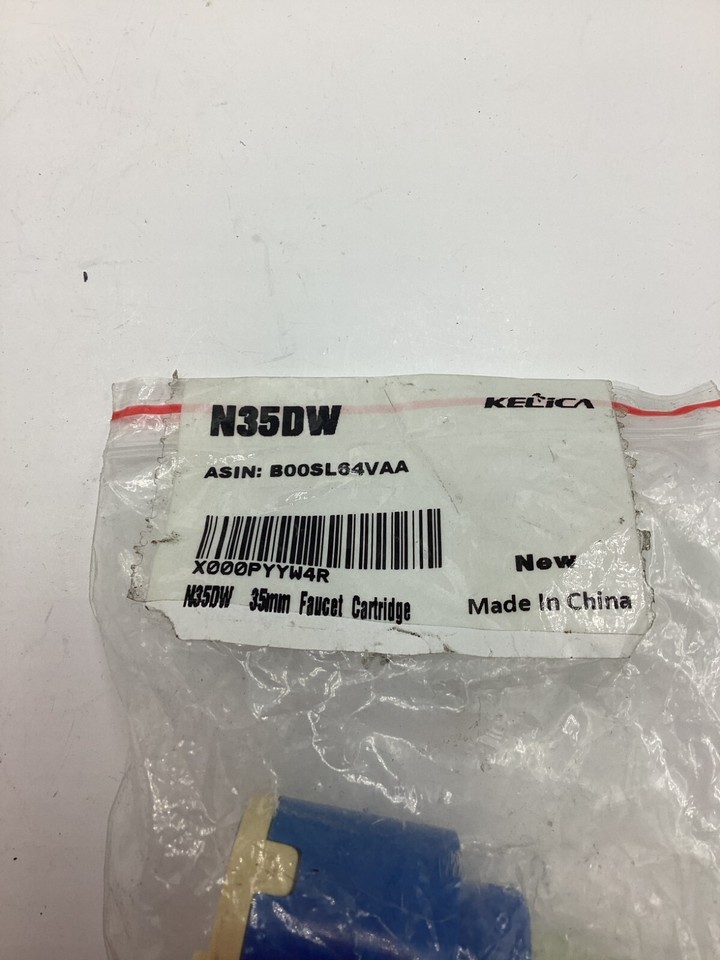 N35DW
KELICA
ASIN: B00SL64VAA
X000PYYW4R
New
N35DW 35mm Faucet Cartridge
Made In China